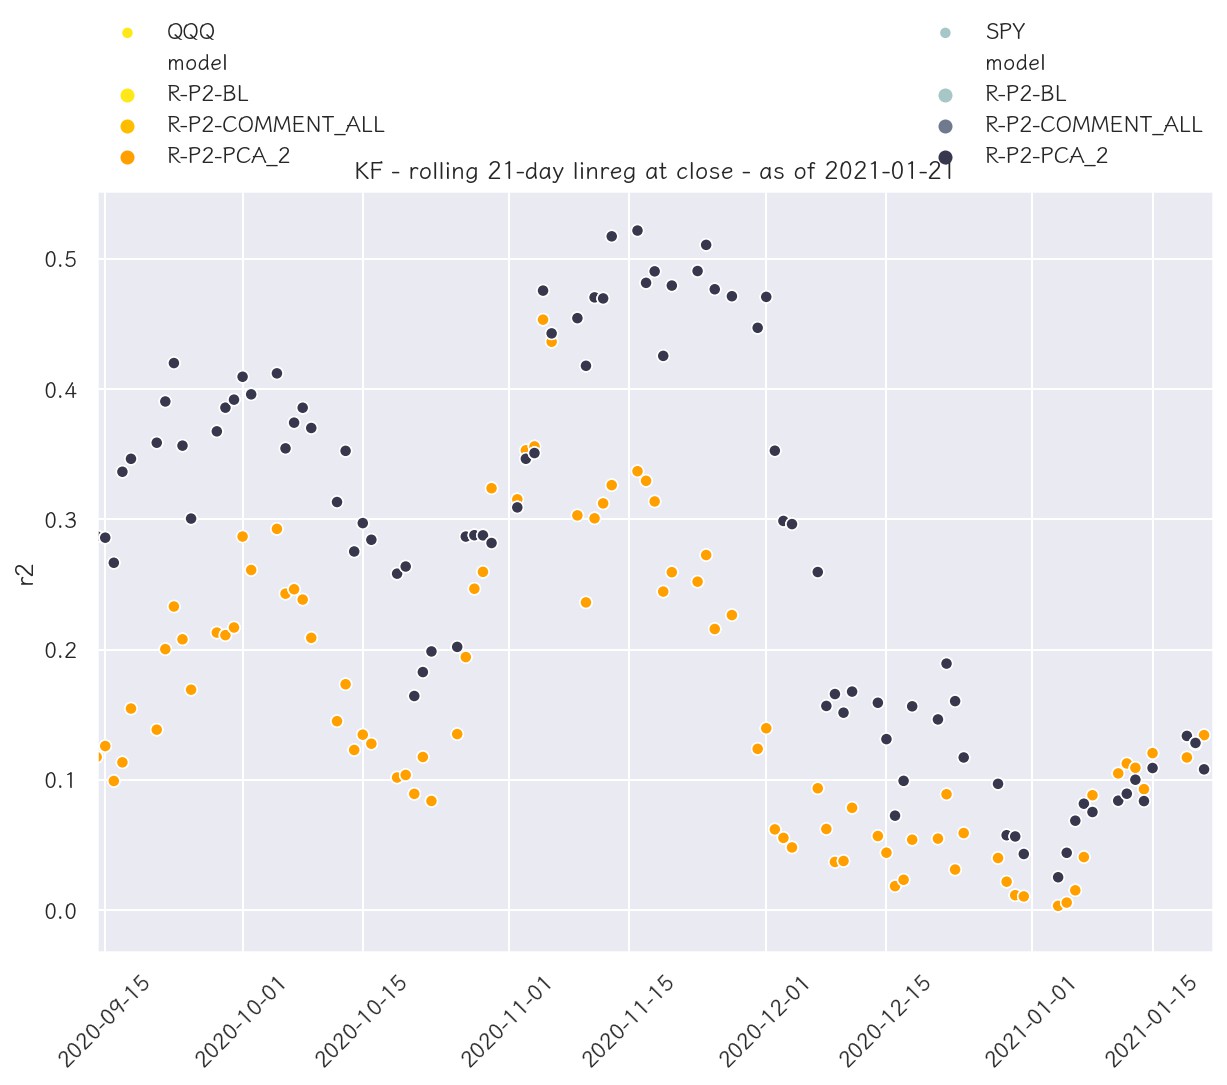 QQQ
model
R-P2-BL
R-P2-COMMENT_ALL
R-P2-PCA_2
SPY
model
R-P2-BL
R-P2-COMMENT_ALL
R-P2-PCA_2
KF - rolling 21-day linreg at close - as of 2021-01-21
0.5
0.4
0.3
0.2
0.1
0.0
r2
2020-09-15
2020-10-01
2020-10-15
2020-11-01
2020-11-15
2020-12-01
2020-12-15
2021-01-01
2021-01-15